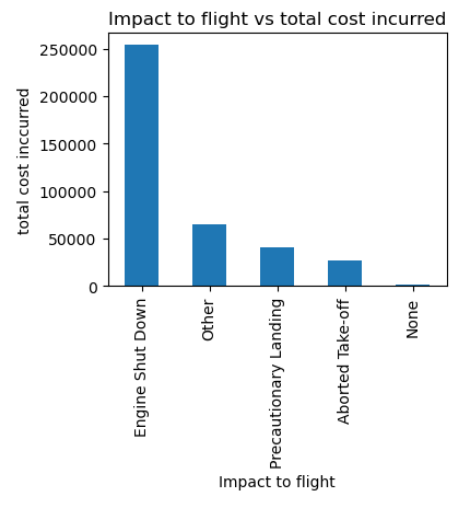 Impact to flight vs total cost incurred
total cost inccurred
250000
200000
150000
100000
50000
0
Engine Shut Down
Other
Precautionary Landing
Aborted Take-off
None
Impact to flight